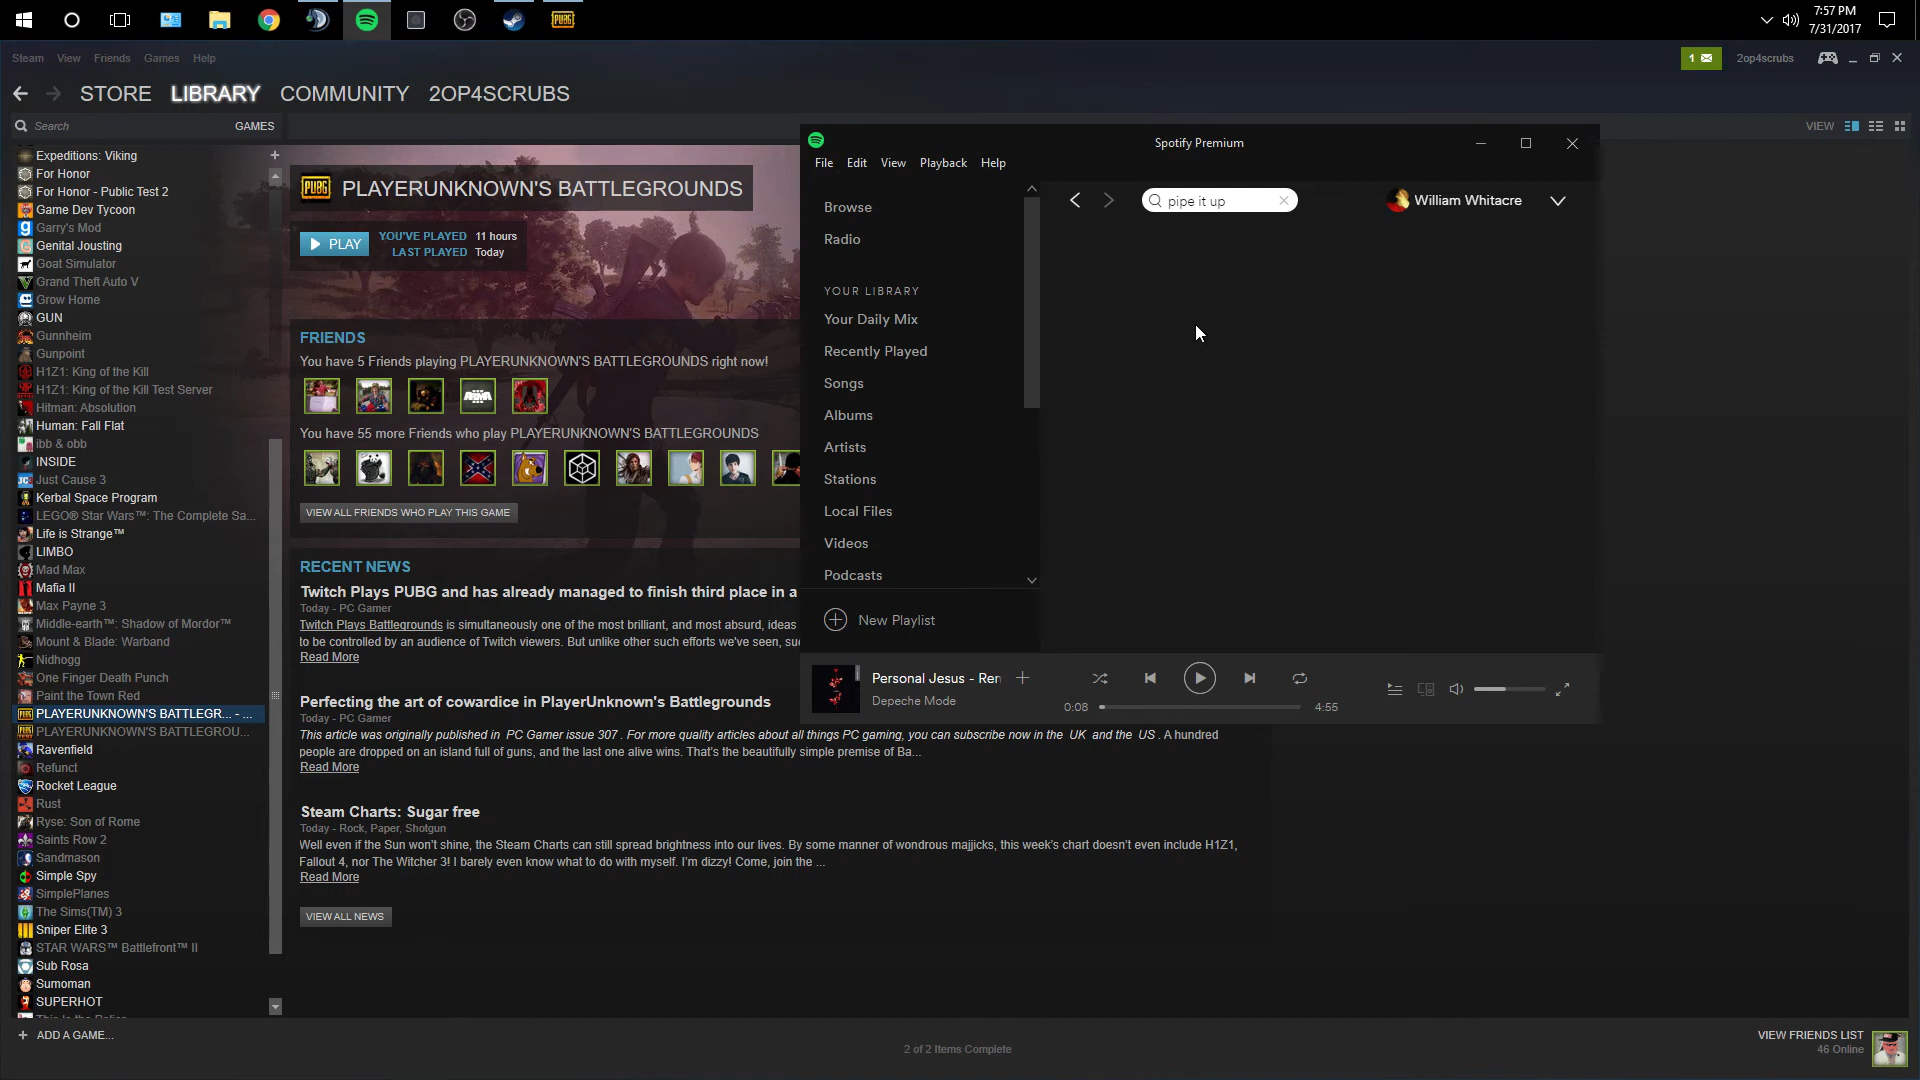 7:57 PM
7/31/2017
Steam View Friends Games Help
1
2op4scrubs
STORE LIBRARY COMMUNITY 2OP4SCRUBS
Search
GAMES
VIEW
Expeditions: Viking
For Honor
For Honor - Public Test 2
Game Dev Tycoon
Garry's Mod
Genital Jousting
Goat Simulator
Grand Theft Auto V
Grow Home
GUN
Gunnheim
Gunpoint
H1Z1: King of the Kill
H1Z1: King of the Kill Test Server
Hitman: Absolution
Human: Fall Flat
ibb & obb
INSIDE
Just Cause 3
Kerbal Space Program
LEGO® Star Wars™: The Complete Sa...
Life is Strange™
LIMBO
Mad Max
Mafia II
Max Payne 3
Middle-earth™: Shadow of Mordor™
Mount & Blade: Warband
Nidhogg
One Finger Death Punch
Paint the Town Red
PLAYERUNKNOWN'S BATTLEGR... - ...
PLAYERUNKNOWN'S BATTLEGROU...
Ravenfield
Refunct
Rocket League
Rust
Ryse: Son of Rome
Saints Row 2
Sandmason
Simple Spy
SimplePlanes
The Sims(TM) 3
Sniper Elite 3
STAR WARS™ Battlefront™ II
Sub Rosa
Sumoman
SUPERHOT
ADD A GAME...
PUBG
PLAYERUNKNOWN'S BATTLEGROUNDS
PLAY
YOU'VE PLAYED 11 hours
LAST PLAYED Today
FRIENDS
You have 5 Friends playing PLAYERUNKNOWN'S BATTLEGROUNDS right now!
You have 55 more Friends who play PLAYERUNKNOWN'S BATTLEGROUNDS
VIEW ALL FRIENDS WHO PLAY THIS GAME
RECENT NEWS
Twitch Plays PUBG and has already managed to finish third place in a
Today - PC Gamer
Twitch Plays Battlegrounds is simultaneously one of the most brilliant, and most absurd, ideas
to be controlled by an audience of Twitch viewers. But unlike other such efforts we've seen, suc
Read More
Perfecting the art of cowardice in PlayerUnknown's Battlegrounds
Today - PC Gamer
This article was originally published in PC Gamer issue 307. For more quality articles about all things PC gaming, you can subscribe now in the UK and the US. A hundred
people are dropped on an island full of guns, and the last one alive wins. That's the beautifully simple premise of Ba...
Read More
Steam Charts: Sugar free
Today - Rock, Paper, Shotgun
Well even if the Sun won't shine, the Steam Charts can still spread brightness into our lives. By some manner of wondrous majjicks, this week's chart doesn't even include H1Z1,
Fallout 4, nor The Witcher 3! I barely even know what to do with myself. I'm dizzy! Come, join the ...
Read More
VIEW ALL NEWS
2 of 2 Items Complete
VIEW FRIENDS LIST
46 Online
Spotify Premium
File Edit View Playback Help
pipe it up
William Whitacre
Browse
Radio
YOUR LIBRARY
Your Daily Mix
Recently Played
Songs
Albums
Artists
Stations
Local Files
Videos
Podcasts
New Playlist
Personal Jesus - Rem
Depeche Mode
0:08
4:55